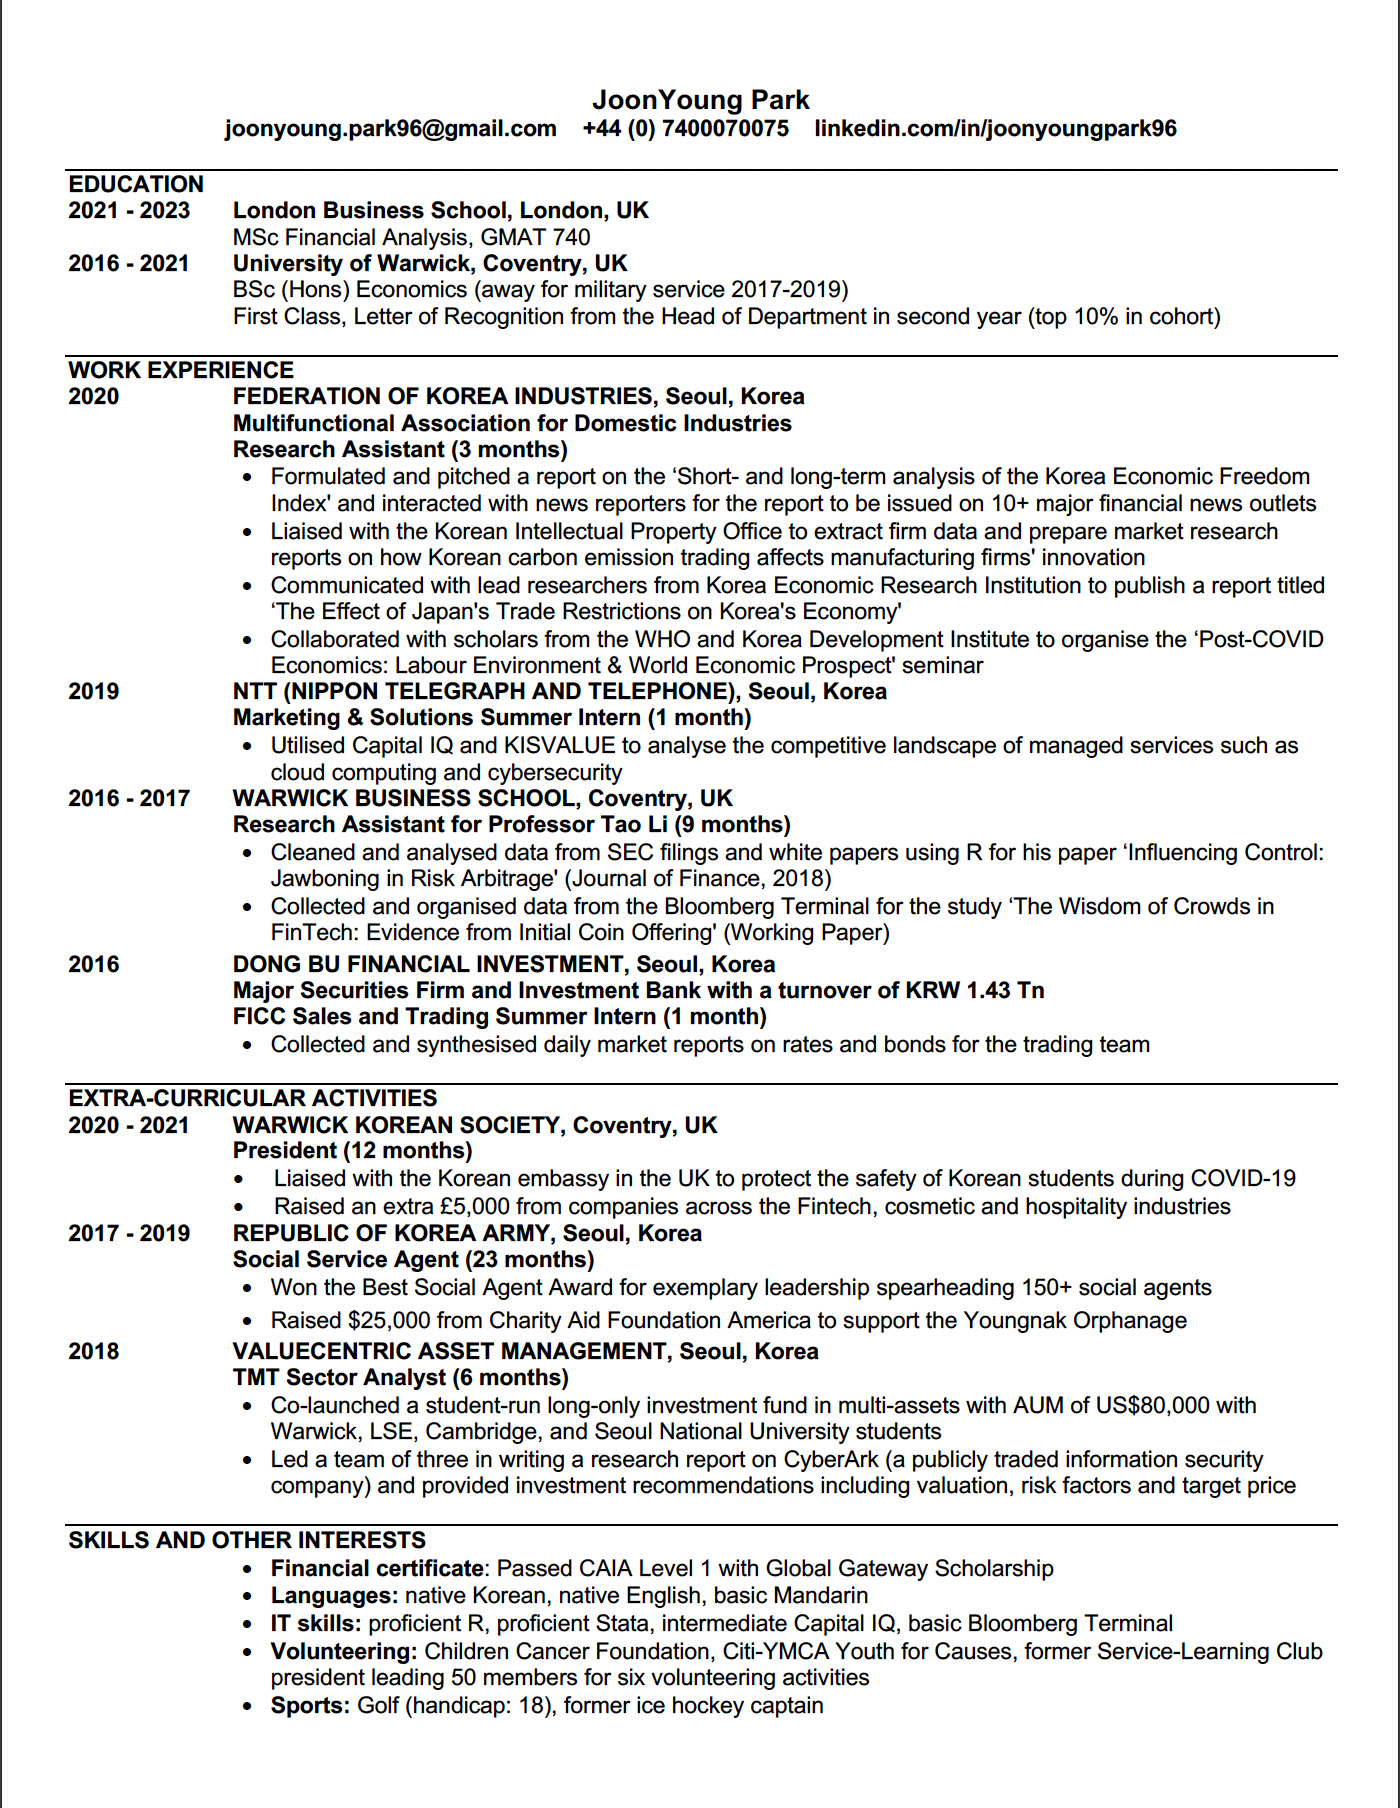 JoonYoung Park
joonyoung.park96@gmail.com +44 (0) 7400070075 linkedin.com/in/joonyoungpark96
EDUCATION
2021 - 2023 London Business School, London, UK
MSc Financial Analysis, GMAT 740
2016 - 2021 University of Warwick, Coventry, UK
BSc (Hons) Economics (away for military service 2017-2019)
First Class, Letter of Recognition from the Head of Department in second year (top 10% in cohort)
WORK EXPERIENCE
2020 FEDERATION OF KOREA INDUSTRIES, Seoul, Korea
Multifunctional Association for Domestic Industries
Research Assistant (3 months)
• Formulated and pitched a report on the ‘Short- and long-term analysis of the Korea Economic Freedom
Index' and interacted with news reporters for the report to be issued on 10+ major financial news outlets
• Liaised with the Korean Intellectual Property Office to extract firm data and prepare market research
reports on how Korean carbon emission trading affects manufacturing firms' innovation
• Communicated with lead researchers from Korea Economic Research Institution to publish a report titled
‘The Effect of Japan's Trade Restrictions on Korea's Economy'
• Collaborated with scholars from the WHO and Korea Development Institute to organise the ‘Post-COVID
Economics: Labour Environment & World Economic Prospect' seminar
2019 NTT (NIPPON TELEGRAPH AND TELEPHONE), Seoul, Korea
Marketing & Solutions Summer Intern (1 month)
• Utilised Capital IQ and KISVALUE to analyse the competitive landscape of managed services such as
cloud computing and cybersecurity
2016 - 2017 WARWICK BUSINESS SCHOOL, Coventry, UK
Research Assistant for Professor Tao Li (9 months)
• Cleaned and analysed data from SEC filings and white papers using R for his paper ‘Influencing Control:
Jawboning in Risk Arbitrage' (Journal of Finance, 2018)
• Collected and organised data from the Bloomberg Terminal for the study ‘The Wisdom of Crowds in
FinTech: Evidence from Initial Coin Offering' (Working Paper)
2016 DONG BU FINANCIAL INVESTMENT, Seoul, Korea
Major Securities Firm and Investment Bank with a turnover of KRW 1.43 Tn
FICC Sales and Trading Summer Intern (1 month)
• Collected and synthesised daily market reports on rates and bonds for the trading team
EXTRA-CURRICULAR ACTIVITIES
2020 - 2021 WARWICK KOREAN SOCIETY, Coventry, UK
President (12 months)
• Liaised with the Korean embassy in the UK to protect the safety of Korean students during COVID-19
• Raised an extra £5,000 from companies across the Fintech, cosmetic and hospitality industries
2017 - 2019 REPUBLIC OF KOREA ARMY, Seoul, Korea
Social Service Agent (23 months)
• Won the Best Social Agent Award for exemplary leadership spearheading 150+ social agents
• Raised $25,000 from Charity Aid Foundation America to support the Youngnak Orphanage
2018 VALUECENTRIC ASSET MANAGEMENT, Seoul, Korea
TMT Sector Analyst (6 months)
• Co-launched a student-run long-only investment fund in multi-assets with AUM of US$80,000 with
Warwick, LSE, Cambridge, and Seoul National University students
• Led a team of three in writing a research report on CyberArk (a publicly traded information security
company) and provided investment recommendations including valuation, risk factors and target price
SKILLS AND OTHER INTERESTS
• Financial certificate: Passed CAIA Level 1 with Global Gateway Scholarship
• Languages: native Korean, native English, basic Mandarin
• IT skills: proficient R, proficient Stata, intermediate Capital IQ, basic Bloomberg Terminal
• Volunteering: Children Cancer Foundation, Citi-YMCA Youth for Causes, former Service-Learning Club
president leading 50 members for six volunteering activities
• Sports: Golf (handicap: 18), former ice hockey captain